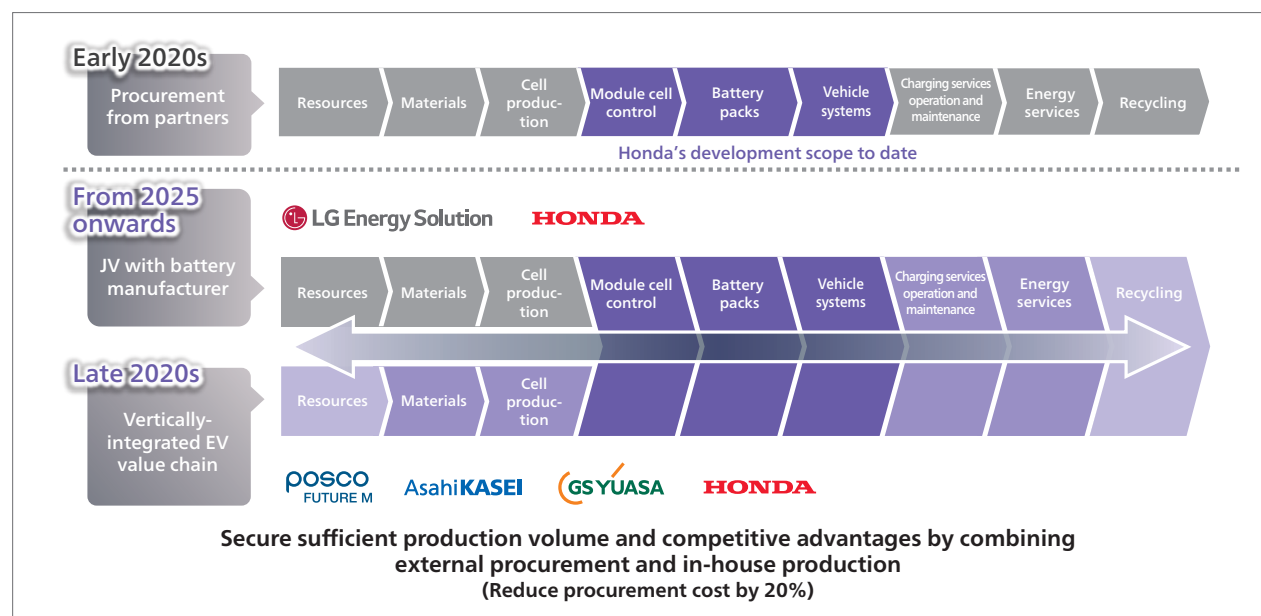 Early 2020s
Procurement
from partners
Resources
Materials
Cell
produc-
tion
Module cell
control
Battery
packs
Vehicle
systems
Charging services
operation and
maintenance
Energy
services
Recycling
Honda's development scope to date
From 2025
onwards
JV with battery
manufacturer
LG Energy Solution
HONDA
Resources
Materials
Cell
produc-
tion
Module cell
control
Battery
packs
Vehicle
systems
Charging services
operation and
maintenance
Energy
services
Recycling
Late 2020s
Vertically-
integrated EV
value chain
Resources
Materials
Cell
produc-
tion
posco
FUTURE M
AsahiKASEI
GS YUASA
HONDA
Secure sufficient production volume and competitive advantages by combining
external procurement and in-house production
(Reduce procurement cost by 20%)